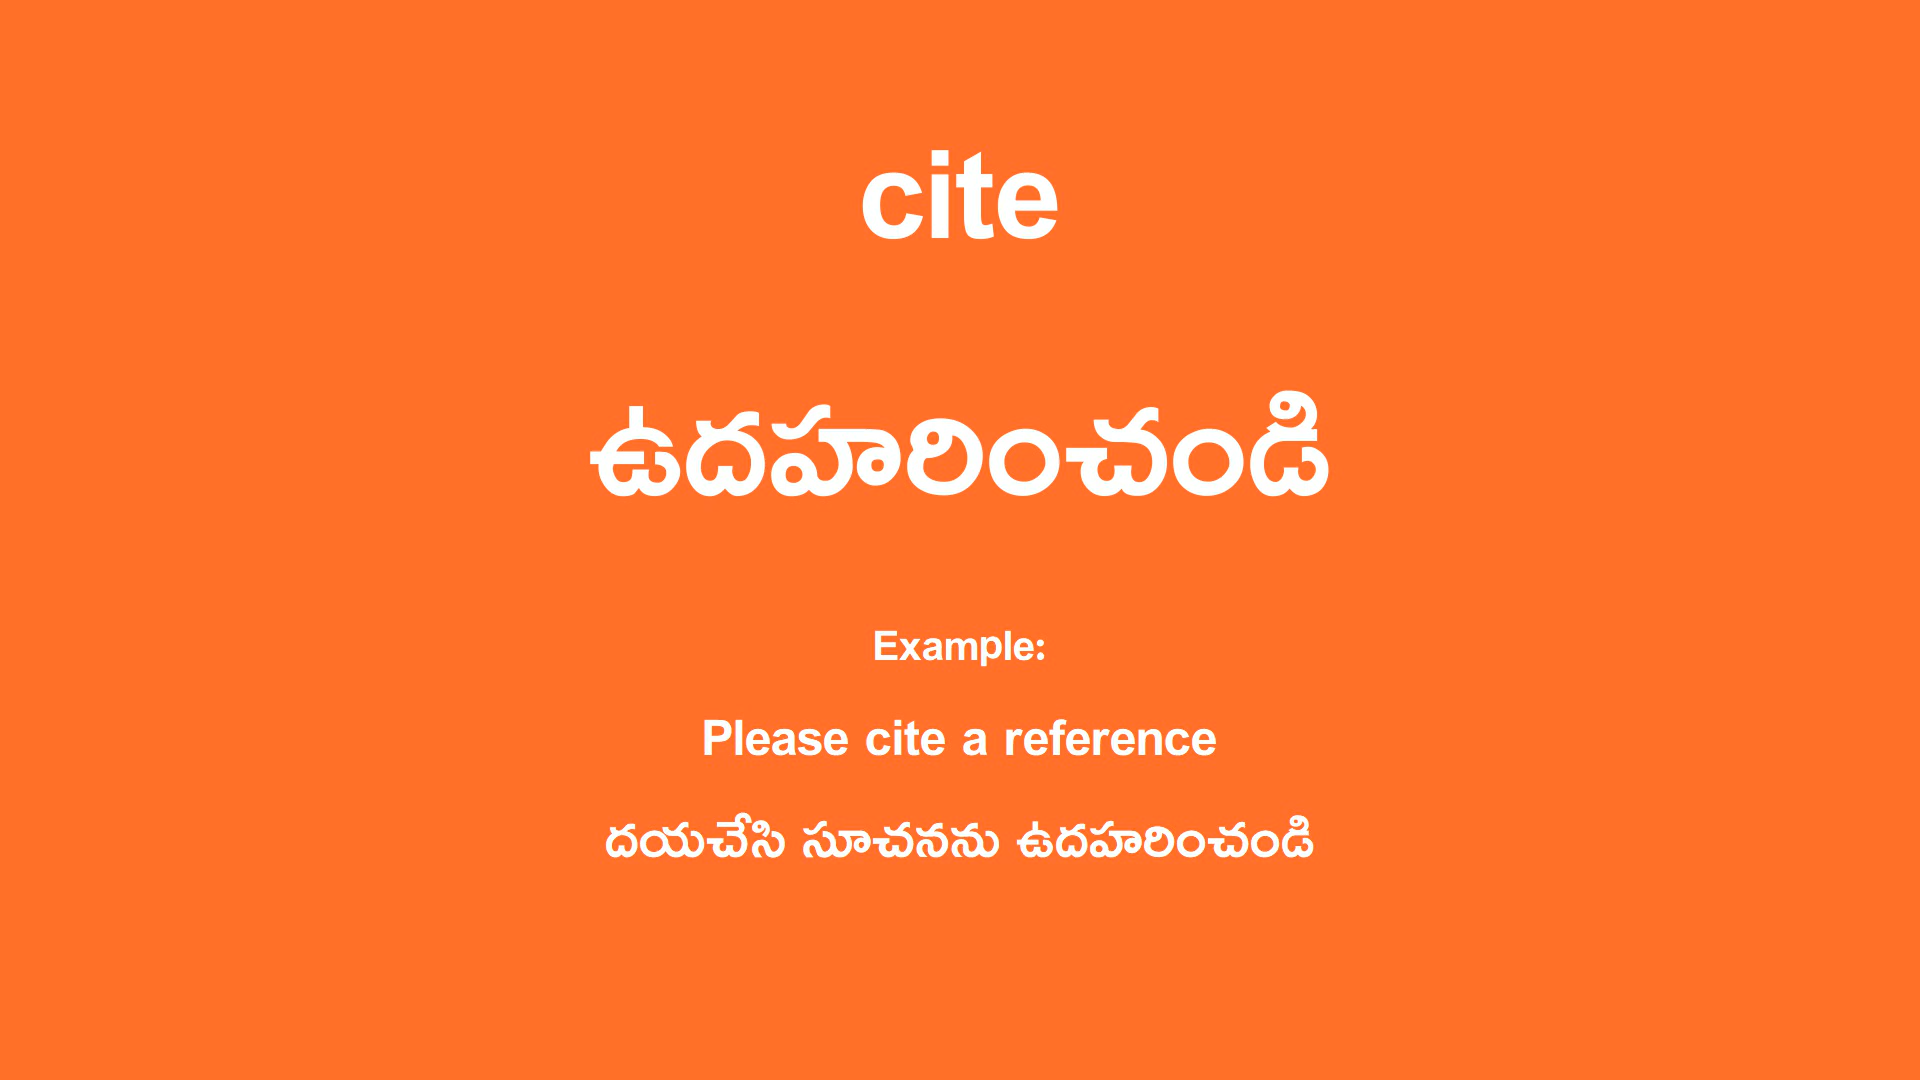 cite
ఉదహరించండి
Example:
Please cite a reference
దయచేసి సూచనను ఉదహరించండి